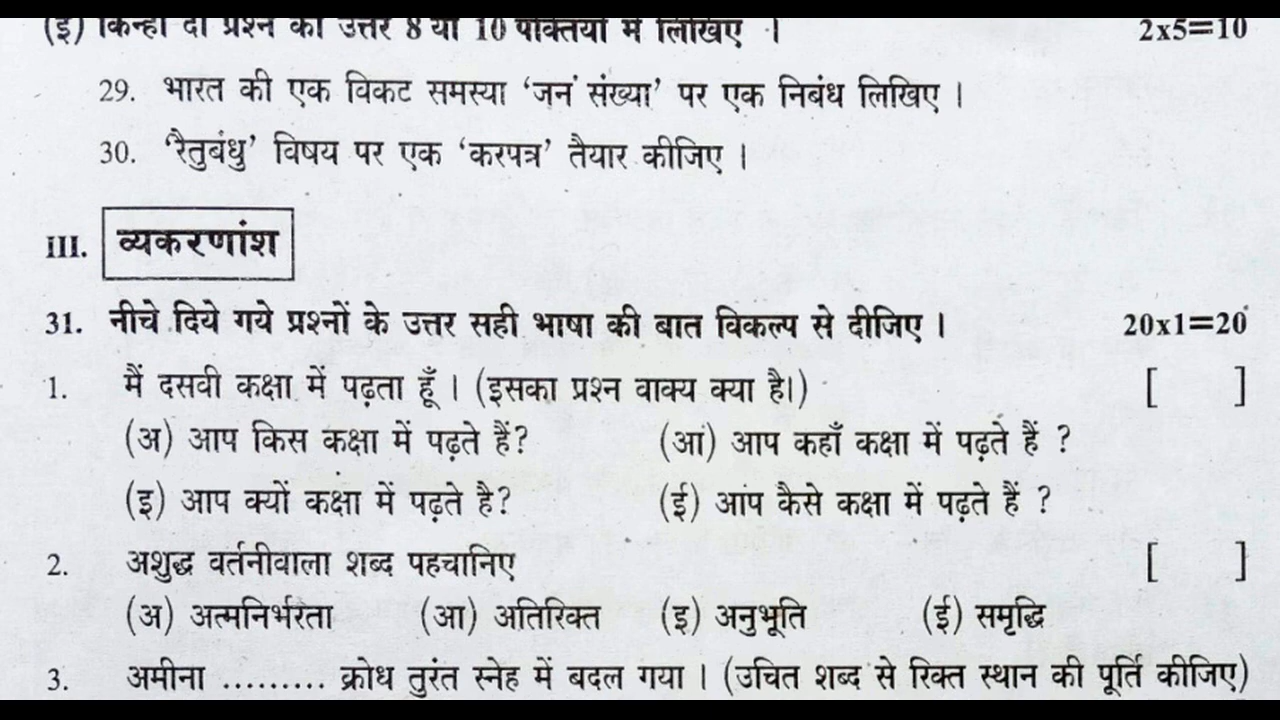 (इ) किन्हीं दो प्रश्न का उत्तर 8 या 10 पंक्तियों में लिखिए । 2x5=10
29. भारत की एक विकट समस्या ‘जनं संख्या’ पर एक निबंध लिखिए ।
30. ‘रैतुबंधु’ विषय पर एक ‘करपत्र’ तैयार कीजिए ।
III. व्यकरणांश
31. नीचे दिये गये प्रश्नों के उत्तर सही भाषा की बात विकल्प से दीजिए । 20x1=20
1. मैं दसवी कक्षा में पढ़ता हूँ । (इसका प्रश्न वाक्य क्या है।) [ ]
(अ) आप किस कक्षा में पढ़ते हैं? (आ) आप कहाँ कक्षा में पढ़ते हैं ?
(इ) आप क्यों कक्षा में पढ़ते है? (ई) आप कैसे कक्षा में पढ़ते हैं ?
2. अशुद्ध वर्तनीवाला शब्द पहचानिए [ ]
(अ) अत्मनिर्भरता (आ) अतिरिक्त (इ) अनुभूति (ई) समृद्धि
3. अमीना ......... क्रोध तुरंत स्नेह में बदल गया । (उचित शब्द से रिक्त स्थान की पूर्ति कीजिए)